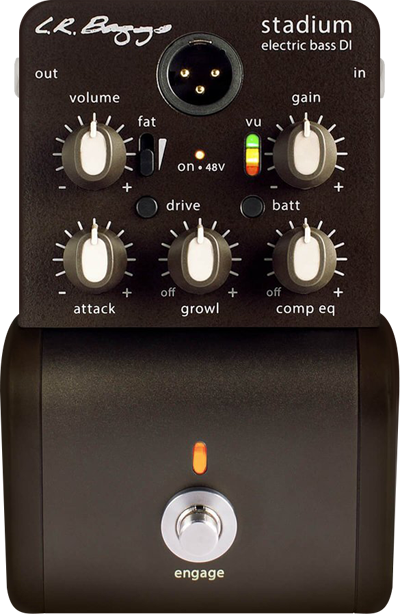 L.R. Baggs
stadium
electric bass DI
out
in
volume
gain
fat
vu
on • 48V
- +
- +
drive
batt
- +
off +
off +
attack
growl
comp eq
engage